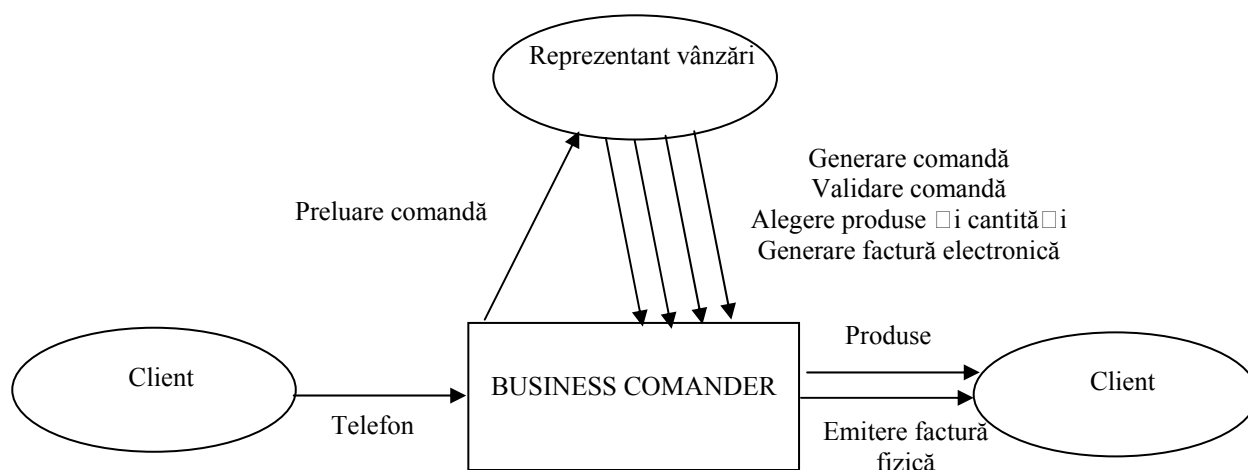 Reprezentant vânzări
Preluare comandă
Generare comandă
Validare comandă
Alegere produse □i cantită□i
Generare factură electronică
Client
Telefon
BUSINESS COMANDER
Produse
Emitere factură
fizică
Client